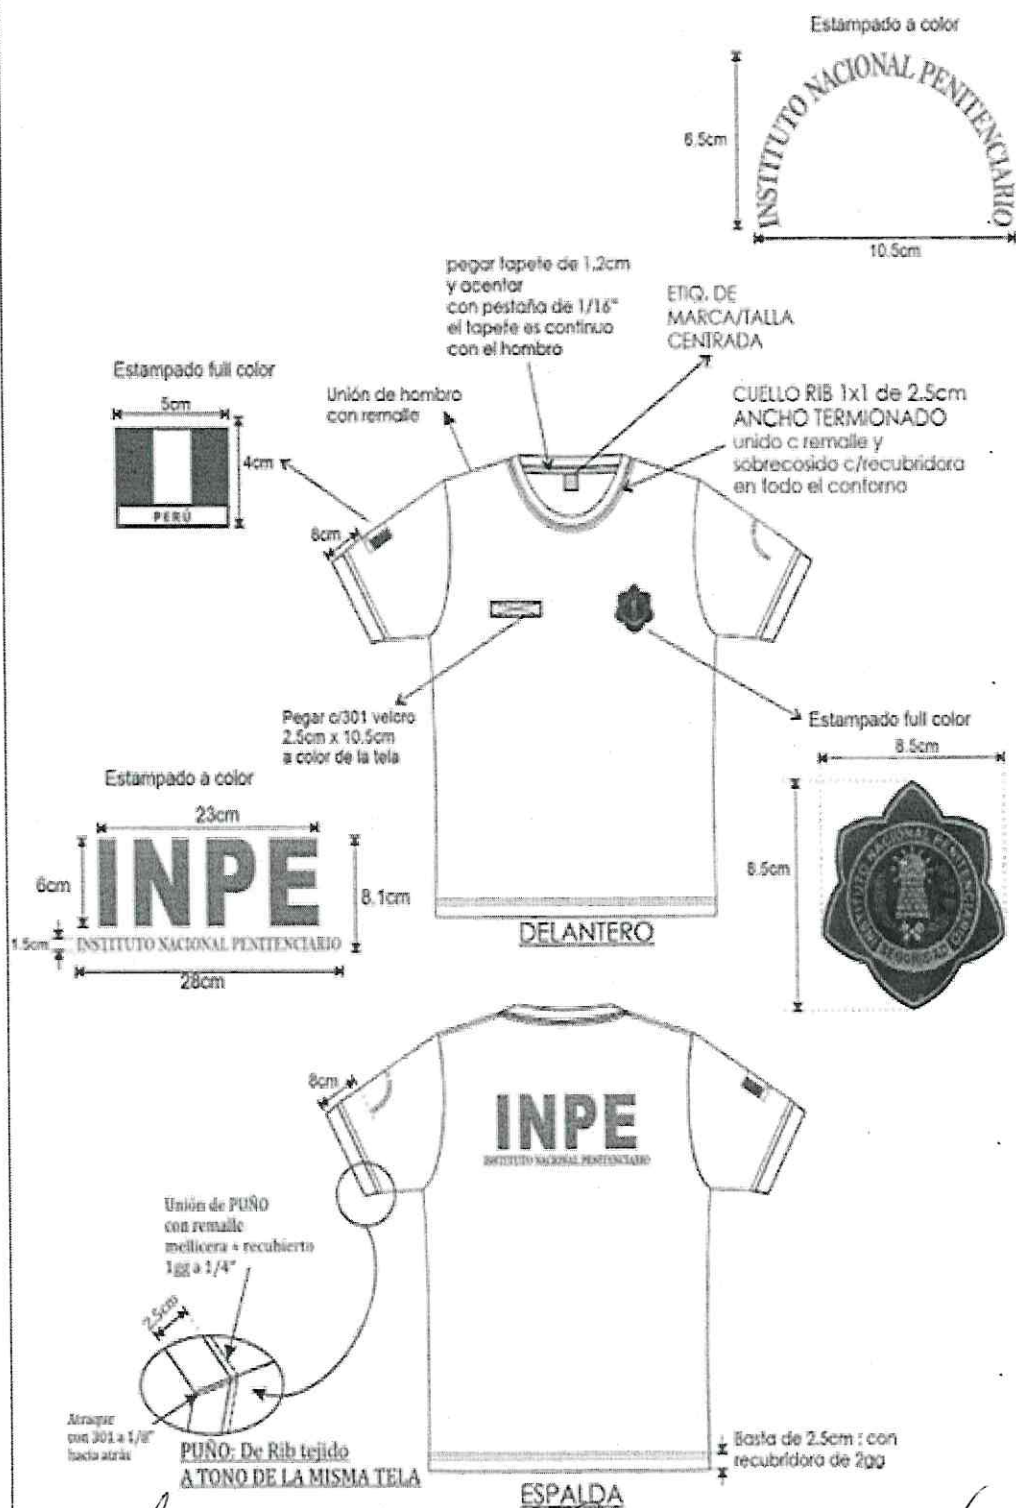 Estampado a color
INSTITUTO NACIONAL PENITENCIARIO
6.5cm
10.5cm
pegar tapete de 1.2cm
y acentar
con pestaña de 1/16"
el tapete es continuo
con el hombro
ETIQ. DE
MARCA/TALLA
CENTRADA
Estampado full color
5cm
4cm
PERÚ
Unión de hombro
con remalle
CUELLO RIB 1x1 de 2.5cm
ANCHO TERMIONADO
unido c remalle y
sobrecosido c/recubridora
en todo el contorno
8cm
Pegar c/301 velcro
2.5cm x 10.5cm
a color de la tela
Estampado full color
8.5cm
8.5cm
INSTITUTO NACIONAL PENITENCIARIO
SEGURIDAD
Estampado a color
23cm
INPE
6cm
8.1cm
1.5cm
INSTITUTO NACIONAL PENITENCIARIO
28cm
DELANTERO
8cm
INPE
INSTITUTO NACIONAL PENITENCIARIO
Unión de PUÑO
con remalle
mellicera + recubierto
1gg a 1/4"
2.5cm
Atraque
con 301 a 1/8"
hacia atrás
PUÑO: De Rib tejido
A TONO DE LA MISMA TELA
Basta de 2.5cm : con
recubridora de 2gg
ESPALDA